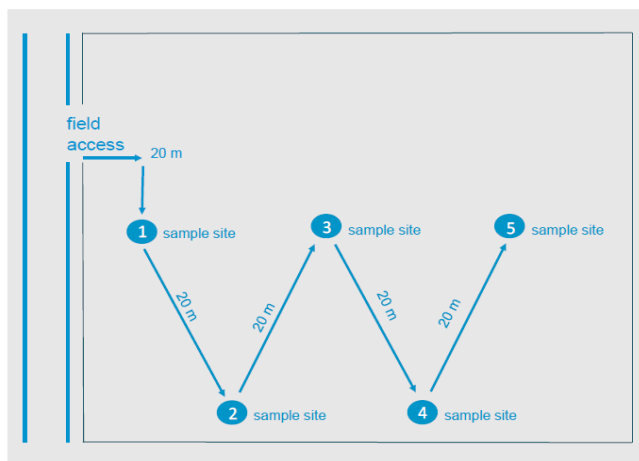 field
access
20 m
1 sample site
3 sample site
5 sample site
20 m
20 m
20 m
20 m
2 sample site
4 sample site